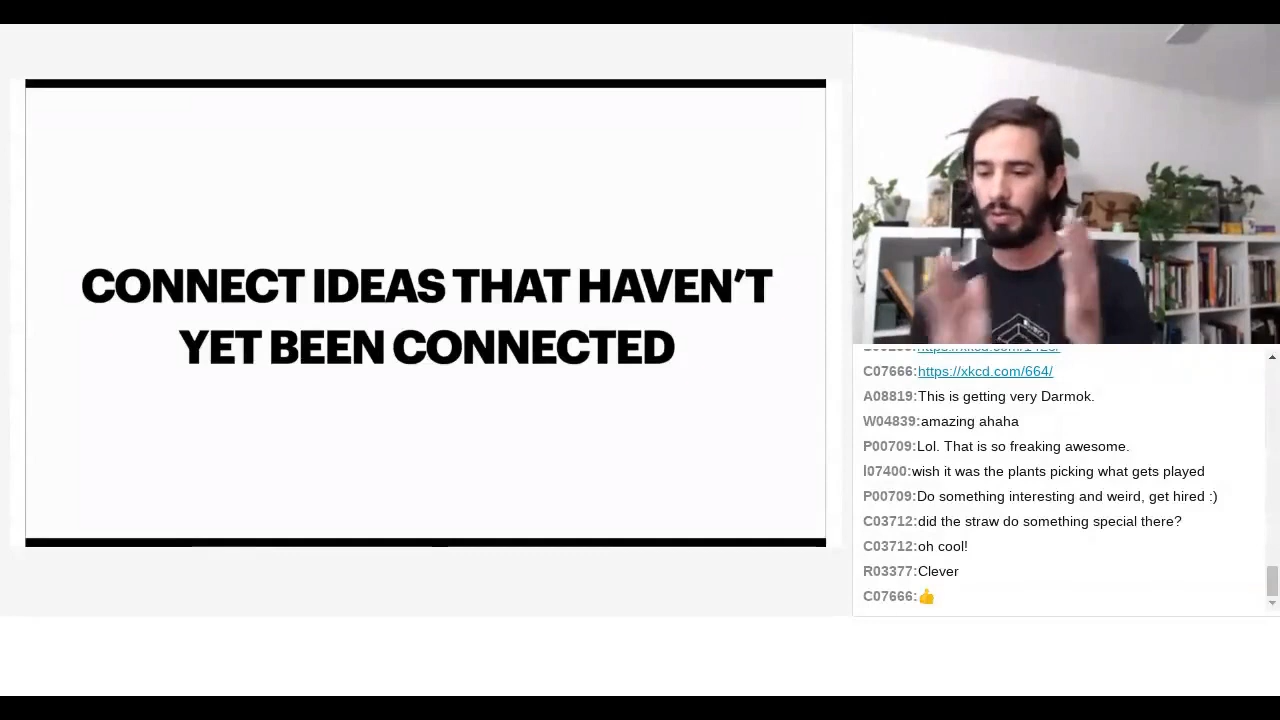 CONNECT IDEAS THAT HAVEN'T
YET BEEN CONNECTED
C07666:https://xkcd.com/664/
A08819:This is getting very Darmok.
W04839:amazing ahaha
P00709:Lol. That is so freaking awesome.
l07400:wish it was the plants picking what gets played
P00709:Do something interesting and weird, get hired :)
C03712:did the straw do something special there?
C03712:oh cool!
R03377:Clever
C07666:👍